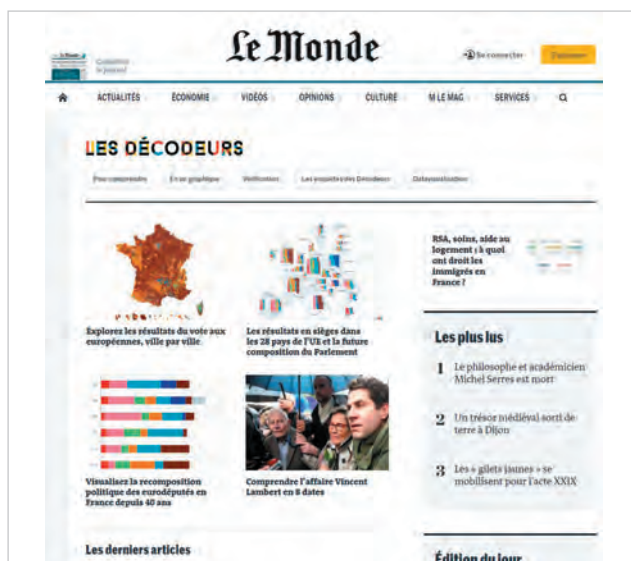 Le Monde
Se connecter
ACTUALITÉS ÉCONOMIE VIDÉOS OPINIONS CULTURE M LE MAG SERVICES
LES DÉCODEURS
Pour comprendre En un graphique Vérification Les enquêtes des Décodeurs Datavisualisation
Explorez les résultats du vote aux
européennes, ville par ville
Les résultats en sièges dans
les 28 pays de l'UE et la future
composition du Parlement
Visualisez la recomposition
politique des eurodéputés en
France depuis 40 ans
Comprendre l'affaire Vincent
Lambert en 8 dates
Les derniers articles
RSA, soins, aide au
logement : à quoi
ont droit les
immigrés en
France ?
Les plus lus
1 Le philosophe et académicien
Michel Serres est mort
2 Un trésor médiéval sorti de
terre à Dijon
3 Les « gilets jaunes » se
mobilisent pour l'acte XXIX
Édition du jour